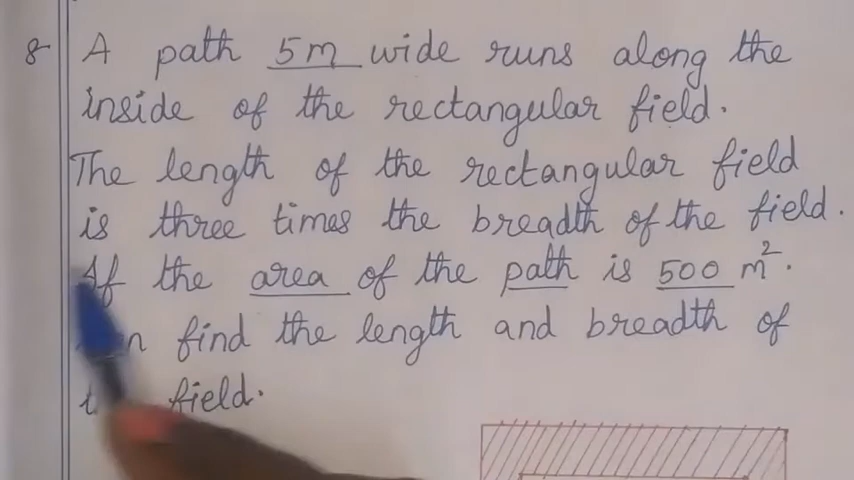 8- A path 5m wide runs along the
inside of the rectangular field.
The length of the rectangular field
is three times the breadth of the field.
If the area of the path is 500 m².
find the length and breadth of
field.